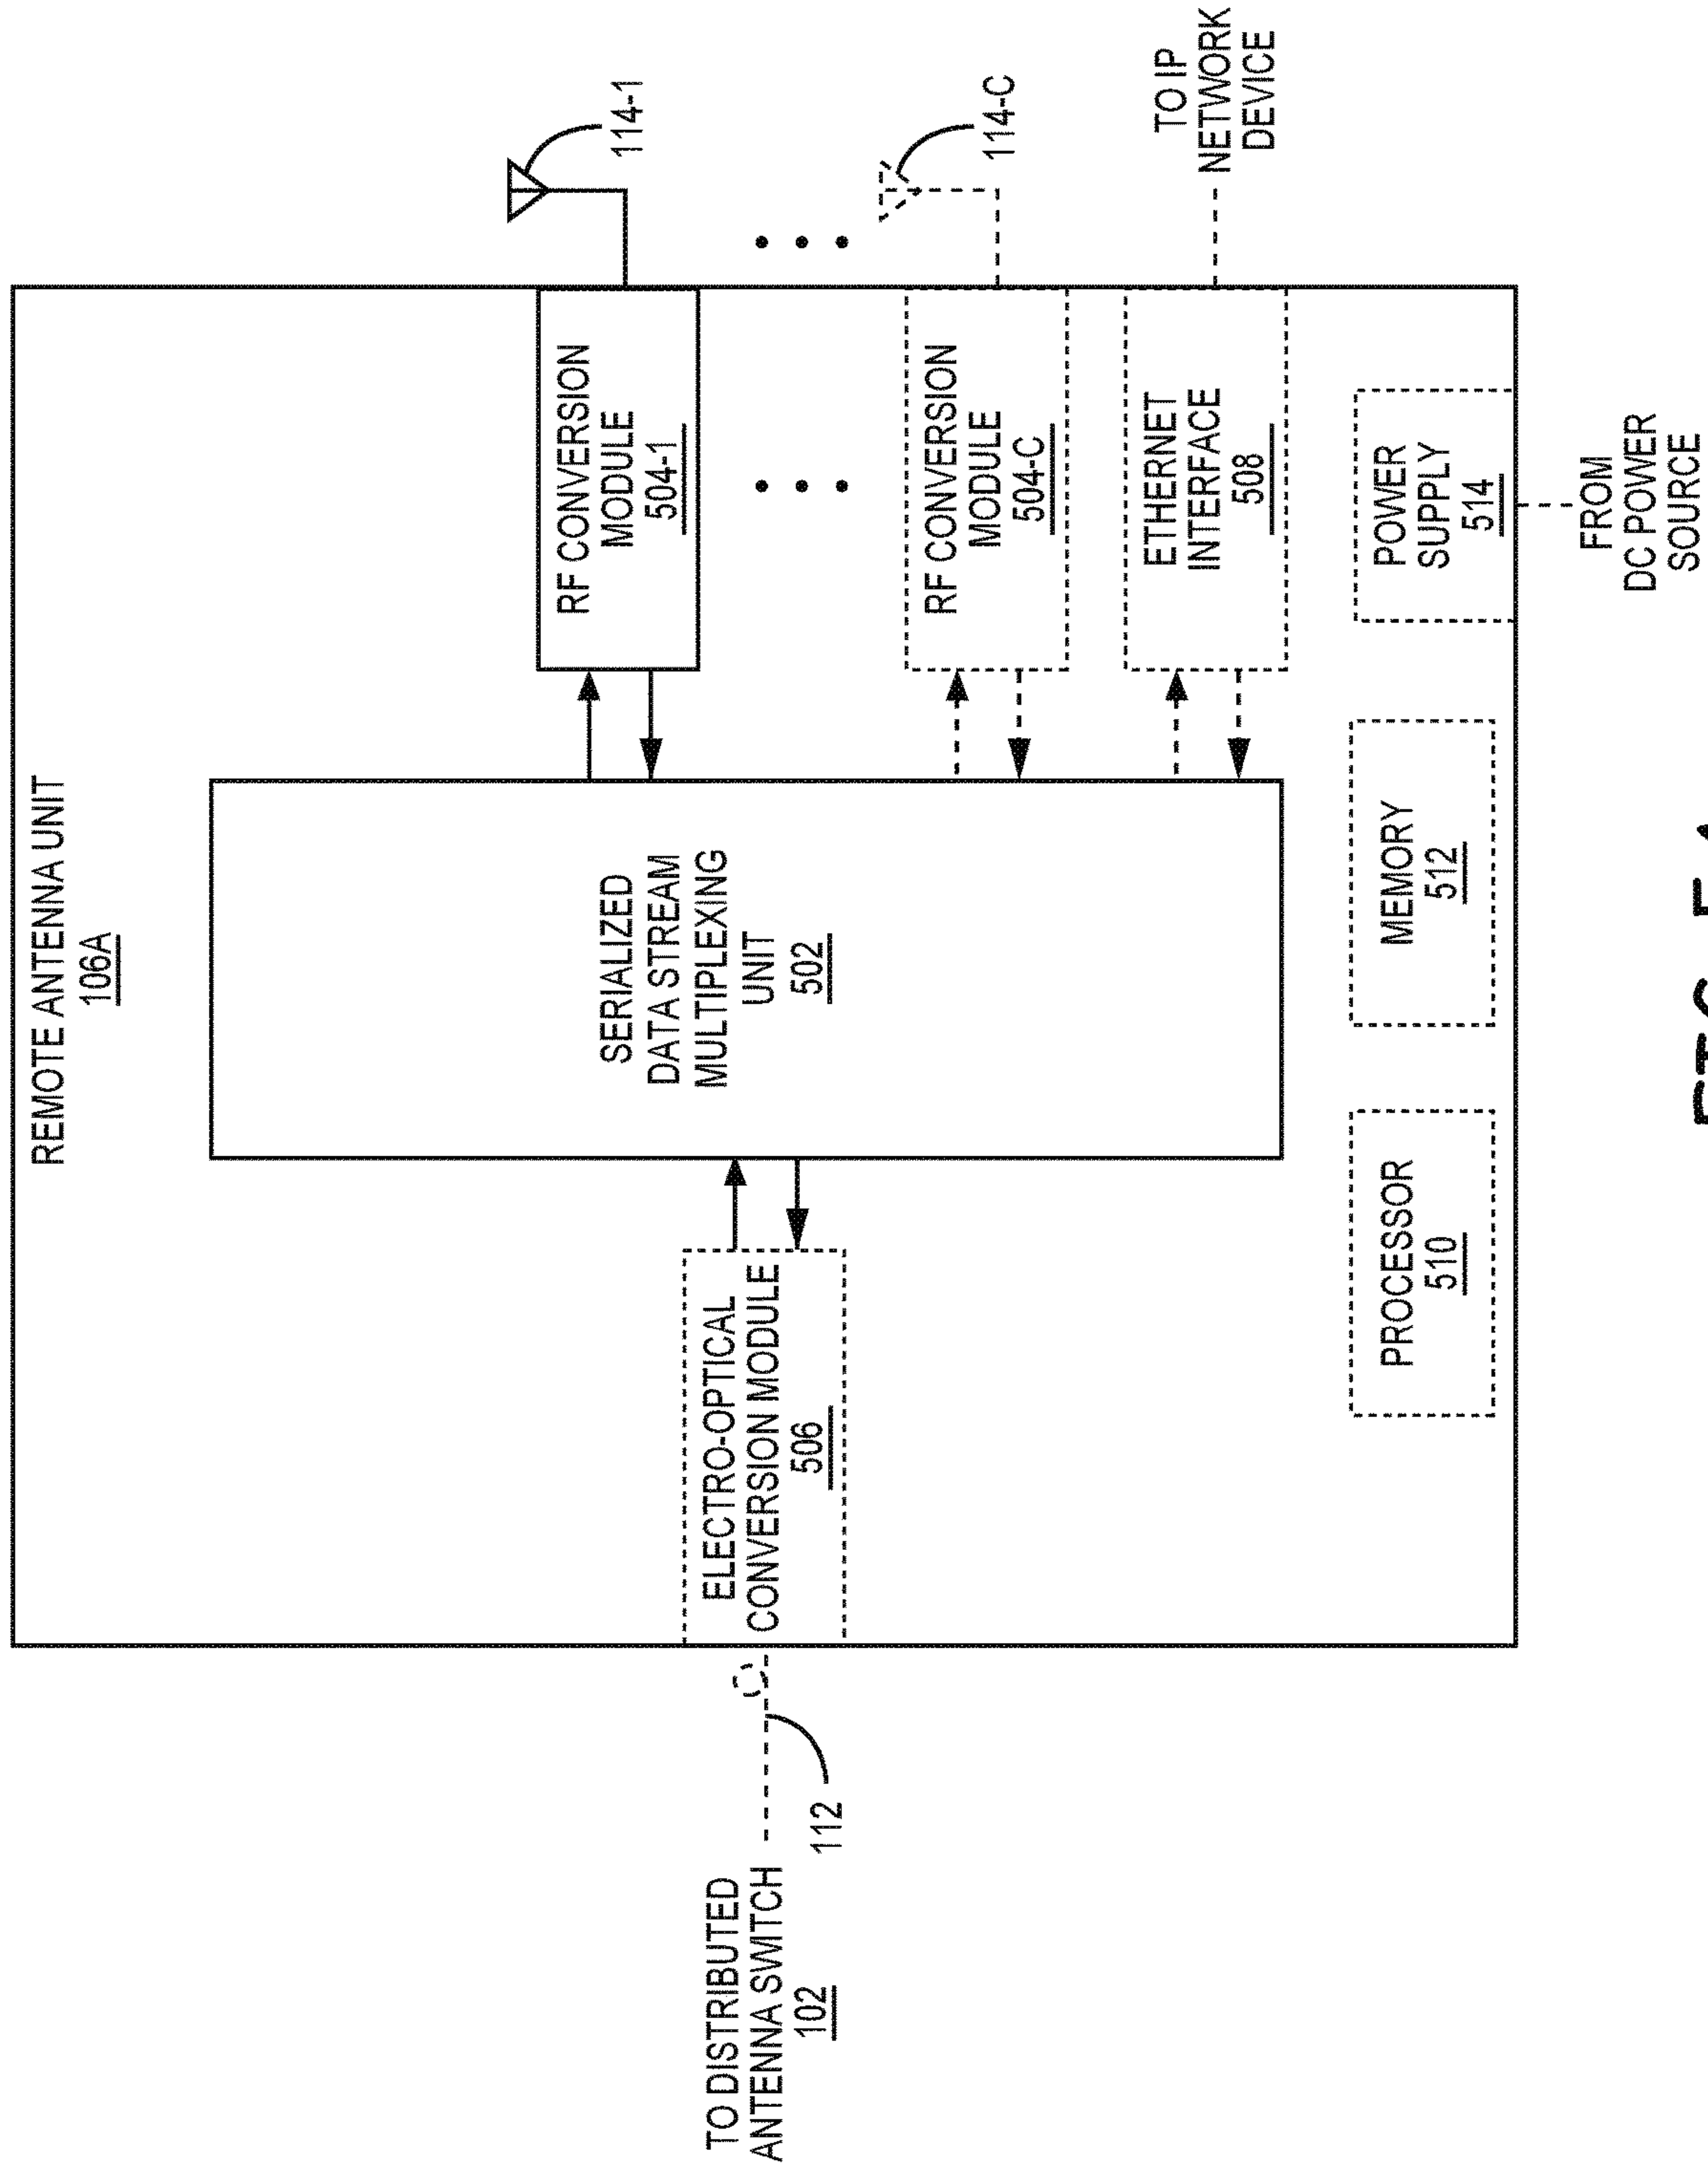 REMOTE ANTENNA UNIT
106A
TO DISTRIBUTED
ANTENNA SWITCH
102
112
ELECTRO-OPTICAL
CONVERSION MODULE
506
SERIALIZED
DATA STREAM
MULTIPLEXING
UNIT
502
RF CONVERSION
MODULE
504-1
114-1
RF CONVERSION
MODULE
504-C
114-C
ETHERNET
INTERFACE
508
TO IP
NETWORK
DEVICE
PROCESSOR
510
MEMORY
512
POWER
SUPPLY
514
FROM
DC POWER
SOURCE